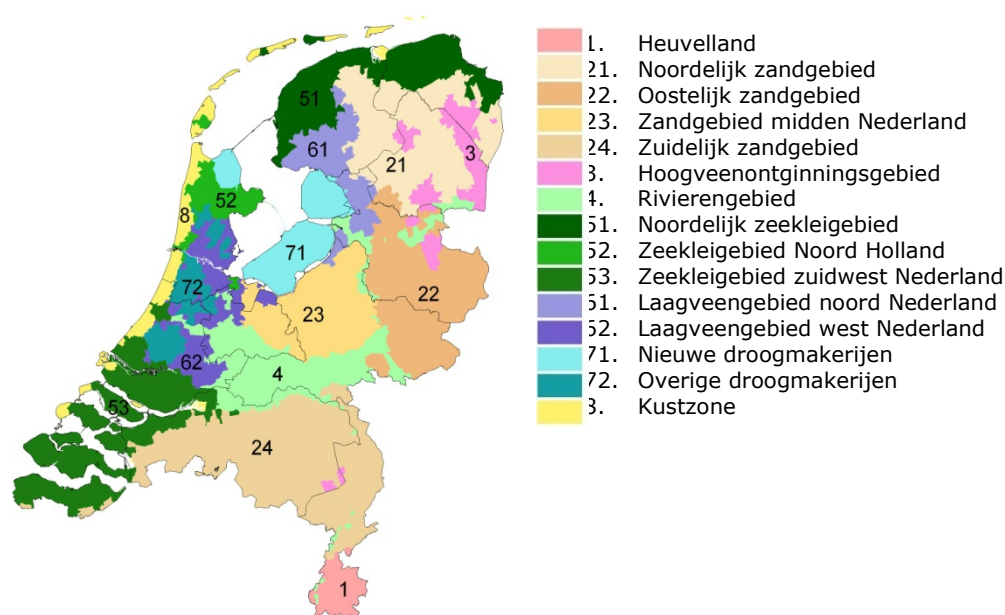 51
61
21
3
52
8
71
72
22
23
62
4
53
24
1
1. Heuvelland
21. Noordelijk zandgebied
22. Oostelijk zandgebied
23. Zandgebied midden Nederland
24. Zuidelijk zandgebied
3. Hoogveenontginningsgebied
4. Rivierengebied
51. Noordelijk zeekleigebied
52. Zeekleigebied Noord Holland
53. Zeekleigebied zuidwest Nederland
61. Laagveengebied noord Nederland
62. Laagveengebied west Nederland
71. Nieuwe droogmakerijen
72. Overige droogmakerijen
8. Kustzone